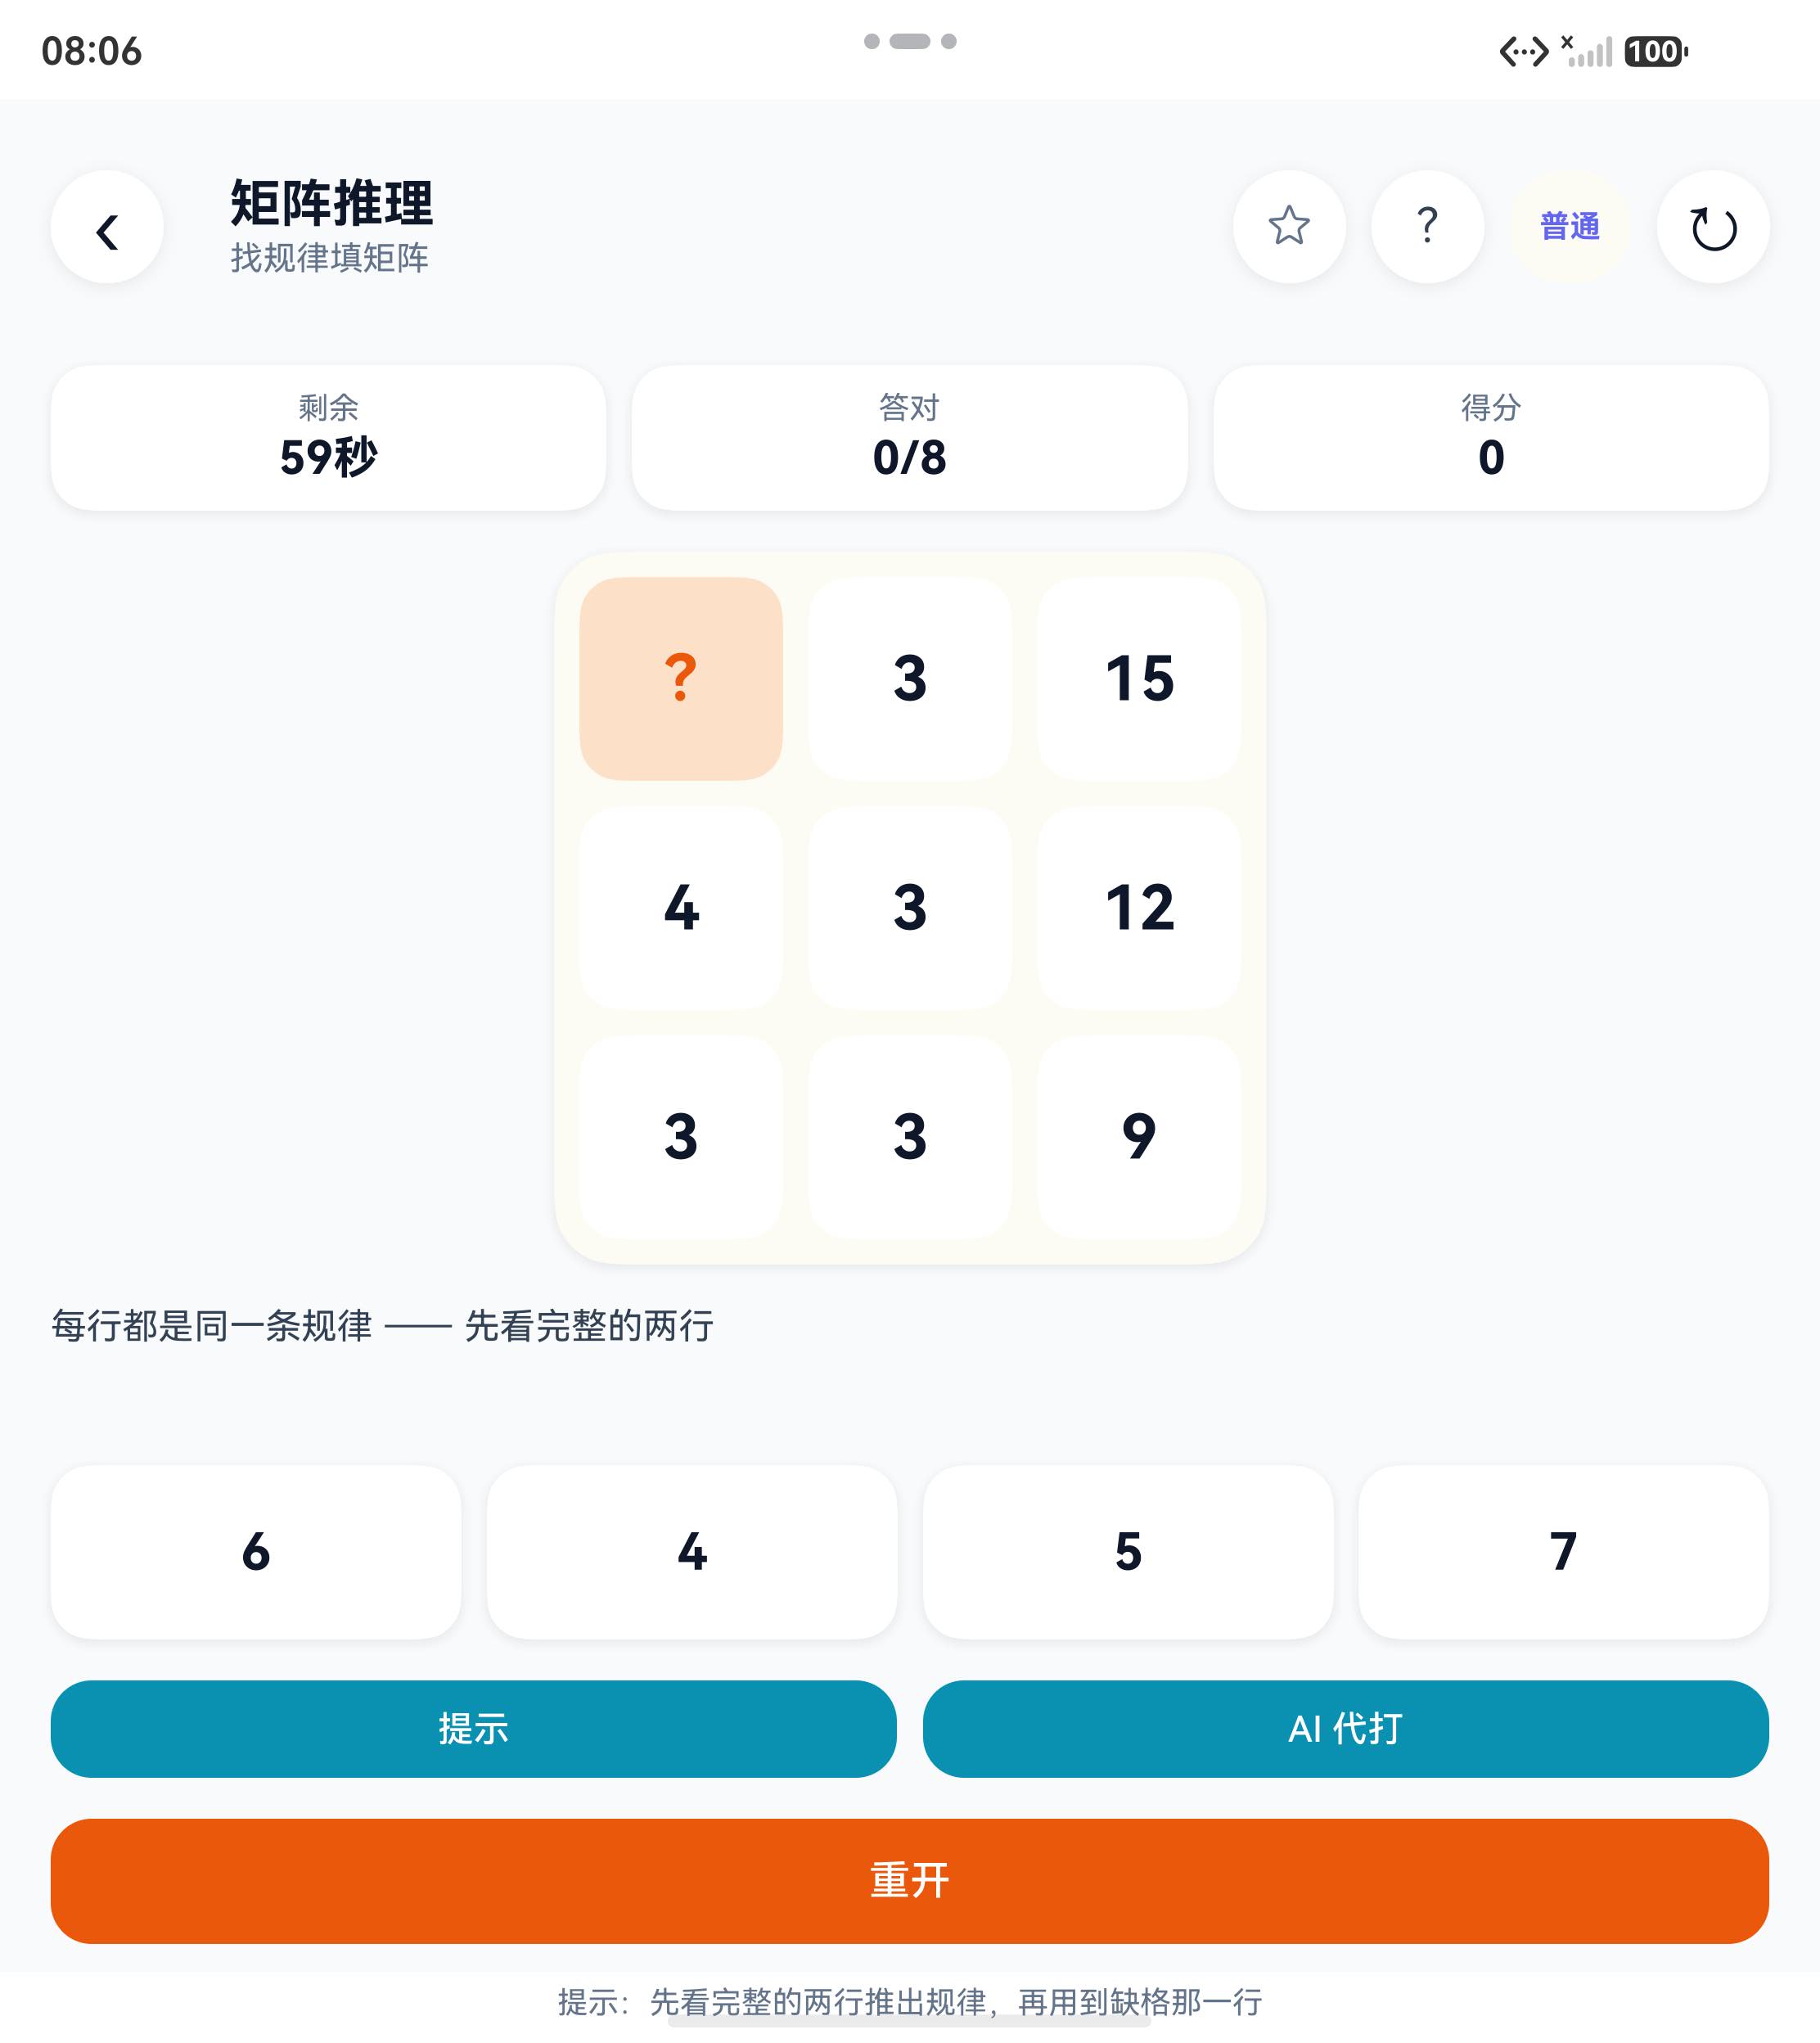 08:06
100
矩阵推理
找规律填矩阵
?
普通
剩余
59秒
答对
0/8
得分
0
? 3 15
4 3 12
3 3 9
每行都是同一条规律 —— 先看完整的两行
6 4 5 7
提示
AI 代打
重开
提示：先看完整的两行推出规律，再用到缺格那一行